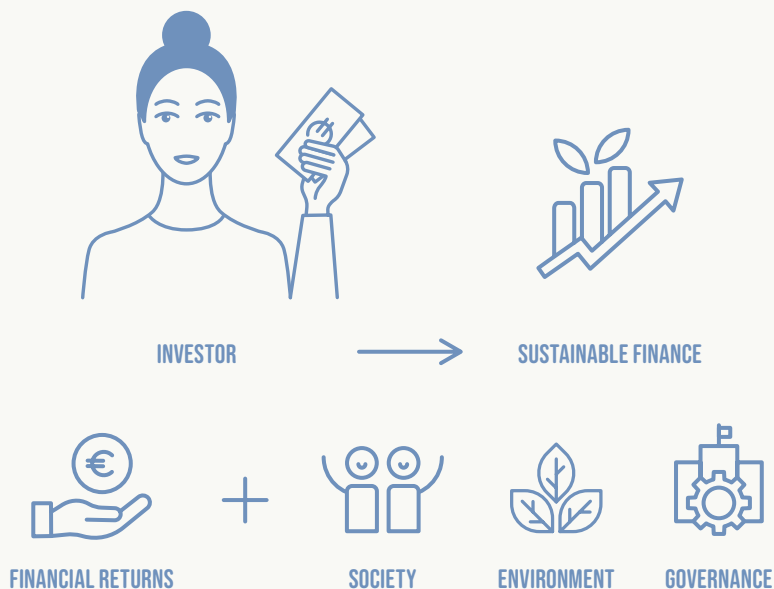 INVESTOR
SUSTAINABLE FINANCE
€
FINANCIAL RETURNS
SOCIETY
ENVIRONMENT
GOVERNANCE